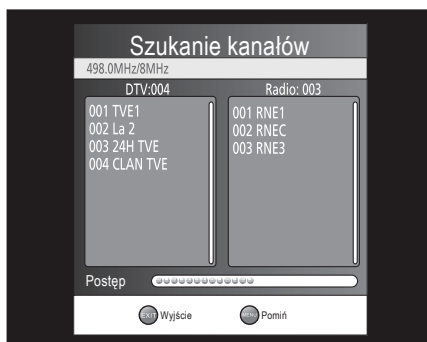 Szukanie kanałów
498.0MHz/8MHz
DTV:004 Radio: 003
001 TVE1
002 La 2
003 24H TVE
004 CLAN TVE
001 RNE1
002 RNEC
003 RNE3
Postęp
EXIT Wyjście MENU Pomiń